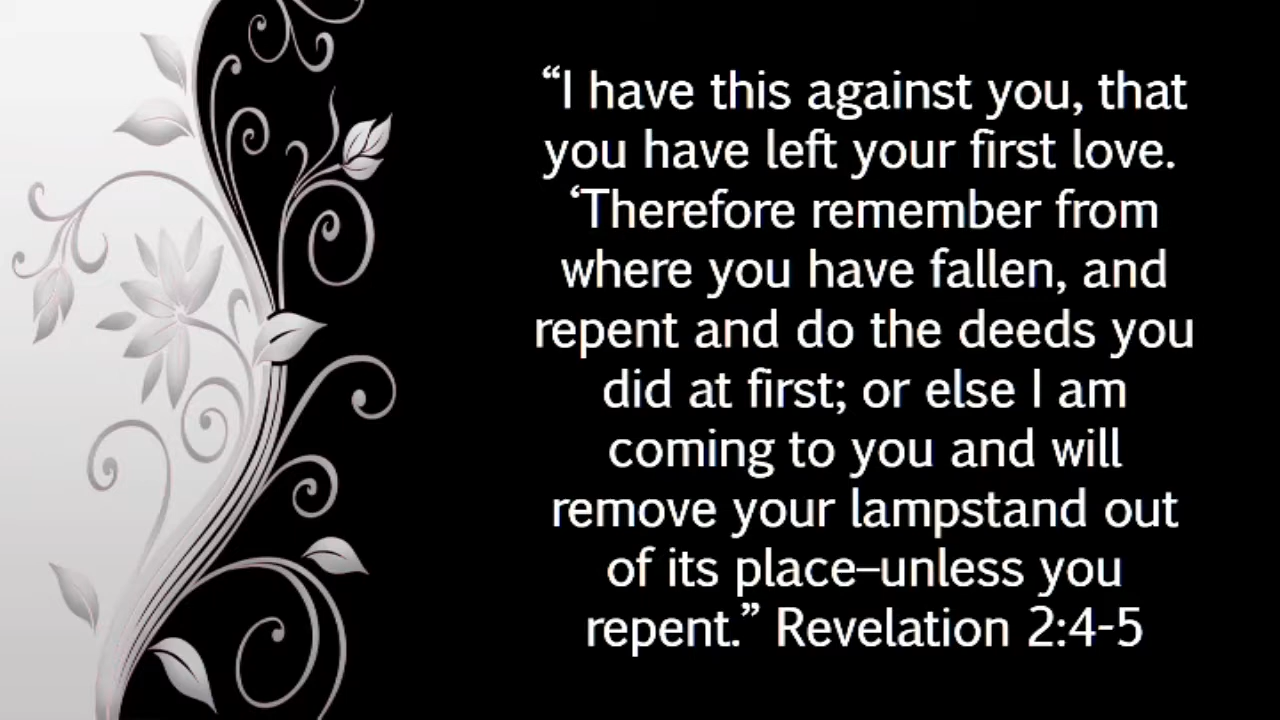 “I have this against you, that
you have left your first love.
‘Therefore remember from
where you have fallen, and
repent and do the deeds you
did at first; or else I am
coming to you and will
remove your lampstand out
of its place–unless you
repent.” Revelation 2:4-5